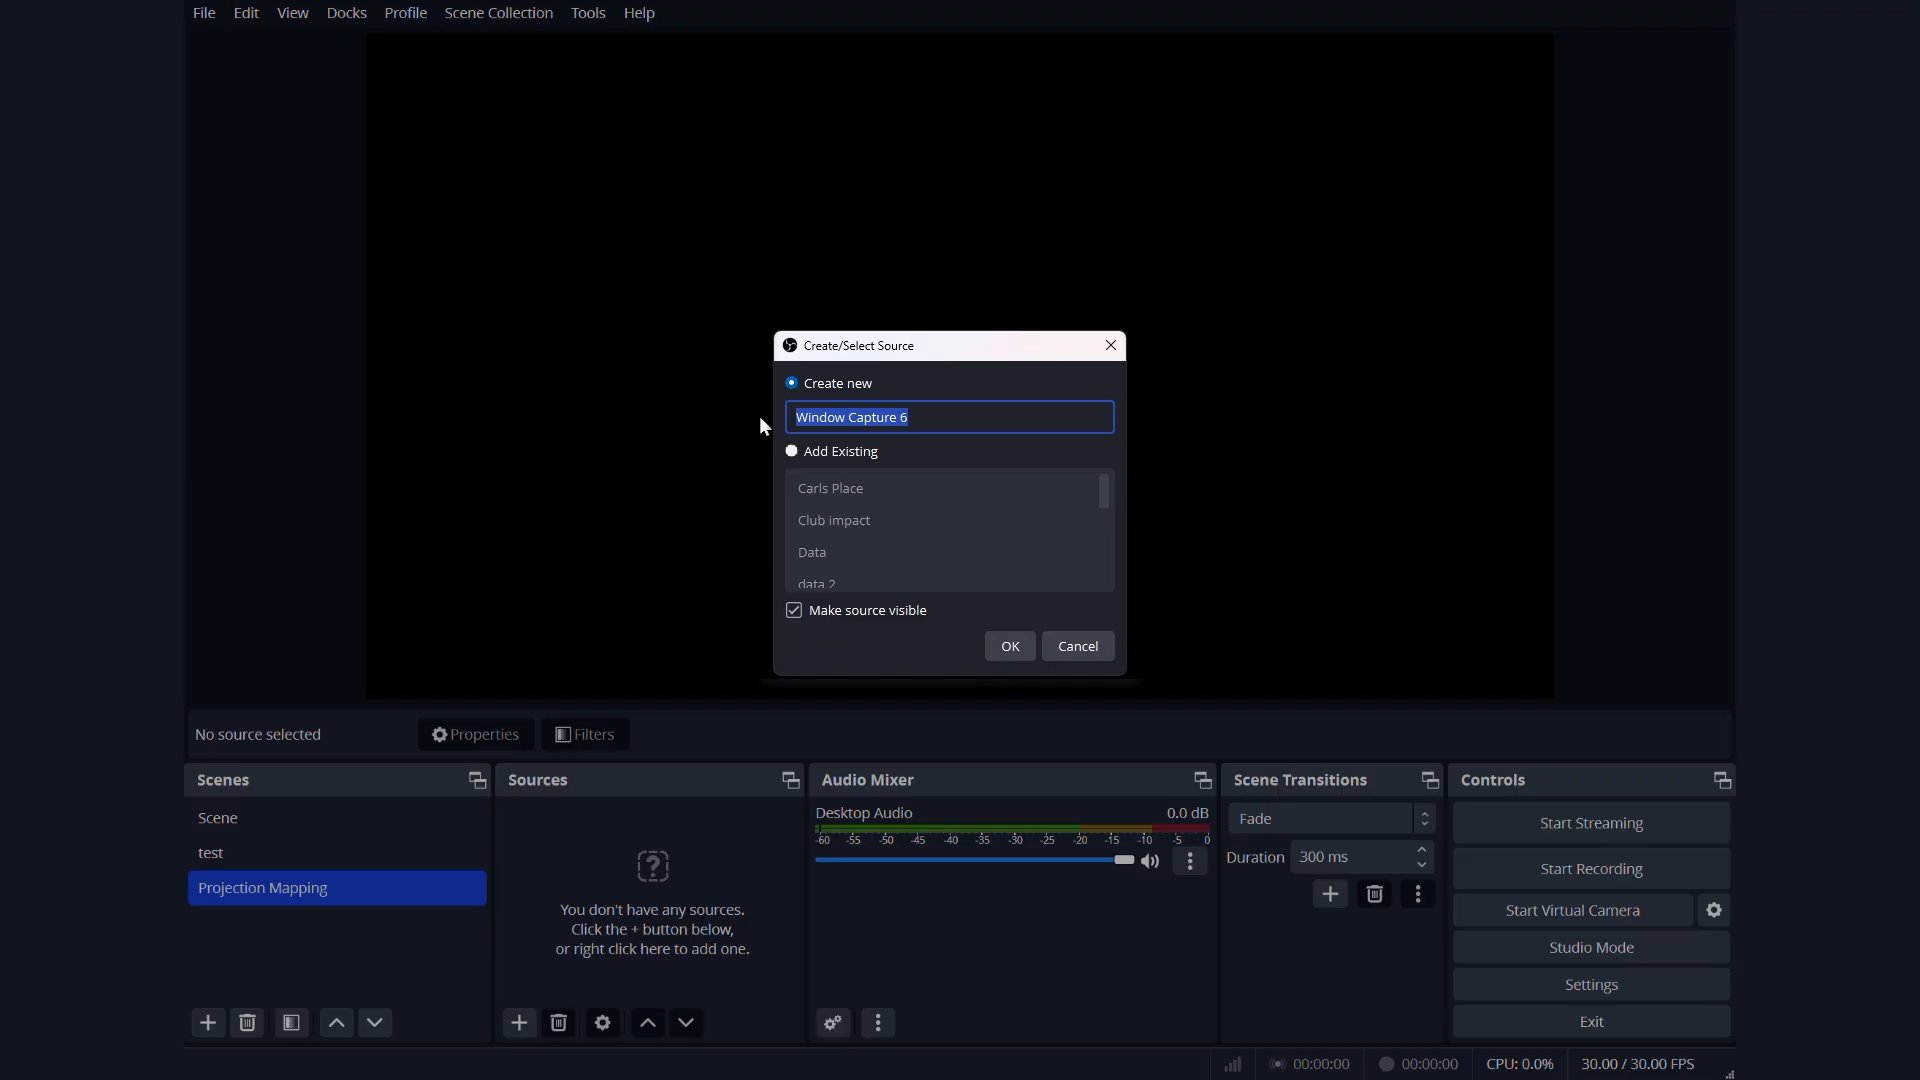 File Edit View Docks Profile Scene Collection Tools Help
Create/Select Source
Create new
Window Capture 6
Add Existing
Carls Place
Club impact
Data
data 2
Make source visible
OK Cancel
No source selected Properties Filters
Scenes
Scene
test
Projection Mapping
Sources
You don't have any sources.
Click the + button below,
or right click here to add one.
Audio Mixer
Desktop Audio 0.0 dB
-60 -55 -50 -45 -40 -35 -30 -25 -20 -15 -10 -5 0
Scene Transitions
Fade
Duration 300 ms
Controls
Start Streaming
Start Recording
Start Virtual Camera
Studio Mode
Settings
Exit
00:00:00 00:00:00 CPU: 0.0% 30.00 / 30.00 FPS